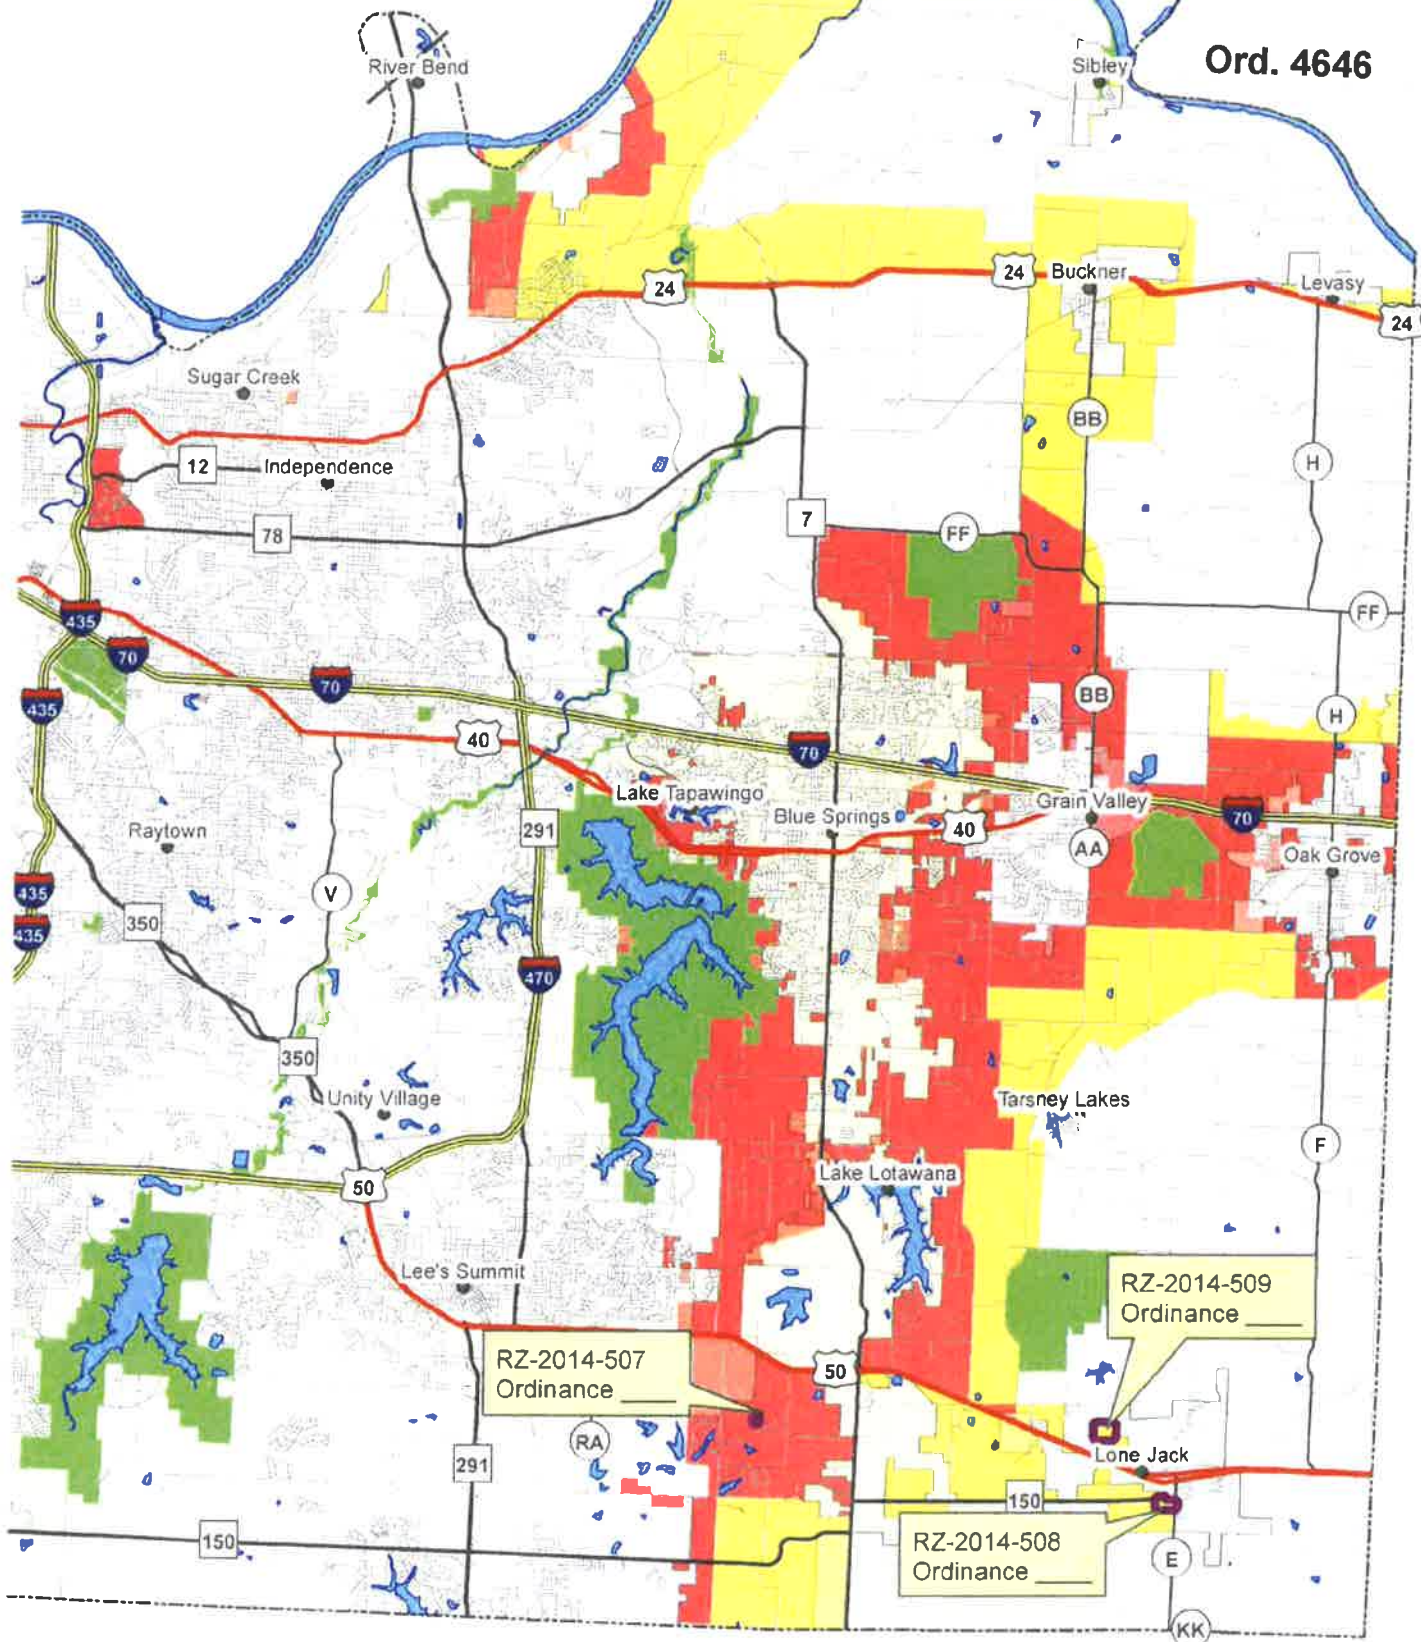 Ord. 4646
River Bend
Sibley
24
24
Buckner
Levasy
24
Sugar Creek
BB
12
Independence
H
78
7
FF
435
FF
70
70
435
BB
H
40
70
Lake Tapawingo
Grain Valley
291
Blue Springs
40
70
Raytown
AA
Oak Grove
435
V
350
435
470
350
Unity Village
Tarsney Lakes
F
50
Lake Lotawana
Lee's Summit
RZ-2014-509
Ordinance ____
RZ-2014-507
Ordinance ____
50
RA
Lone Jack
291
150
150
RZ-2014-508
Ordinance ____
E
KK